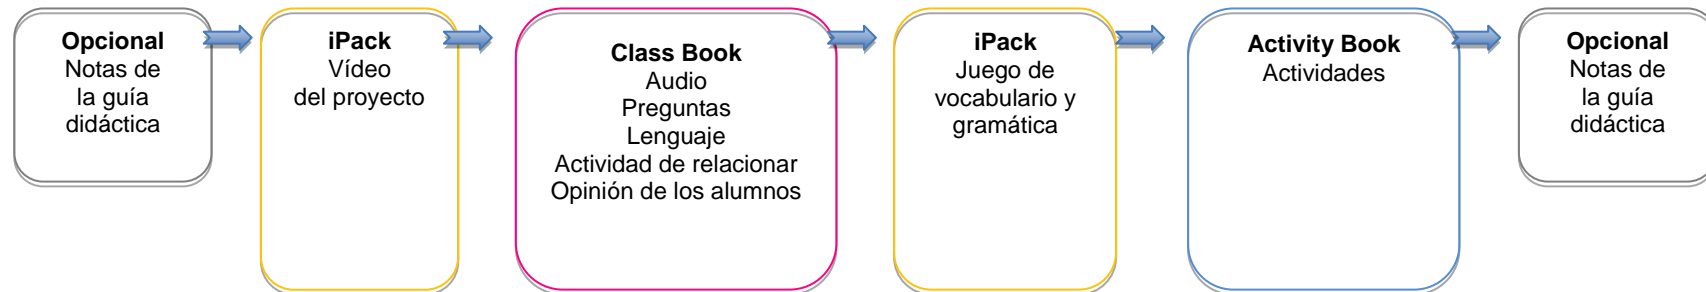 Opcional
Notas de
la guía
didáctica
iPack
Vídeo
del proyecto
Class Book
Audio
Preguntas
Lenguaje
Actividad de relacionar
Opinión de los alumnos
iPack
Juego de
vocabulario y
gramática
Activity Book
Actividades
Opcional
Notas de
la guía
didáctica